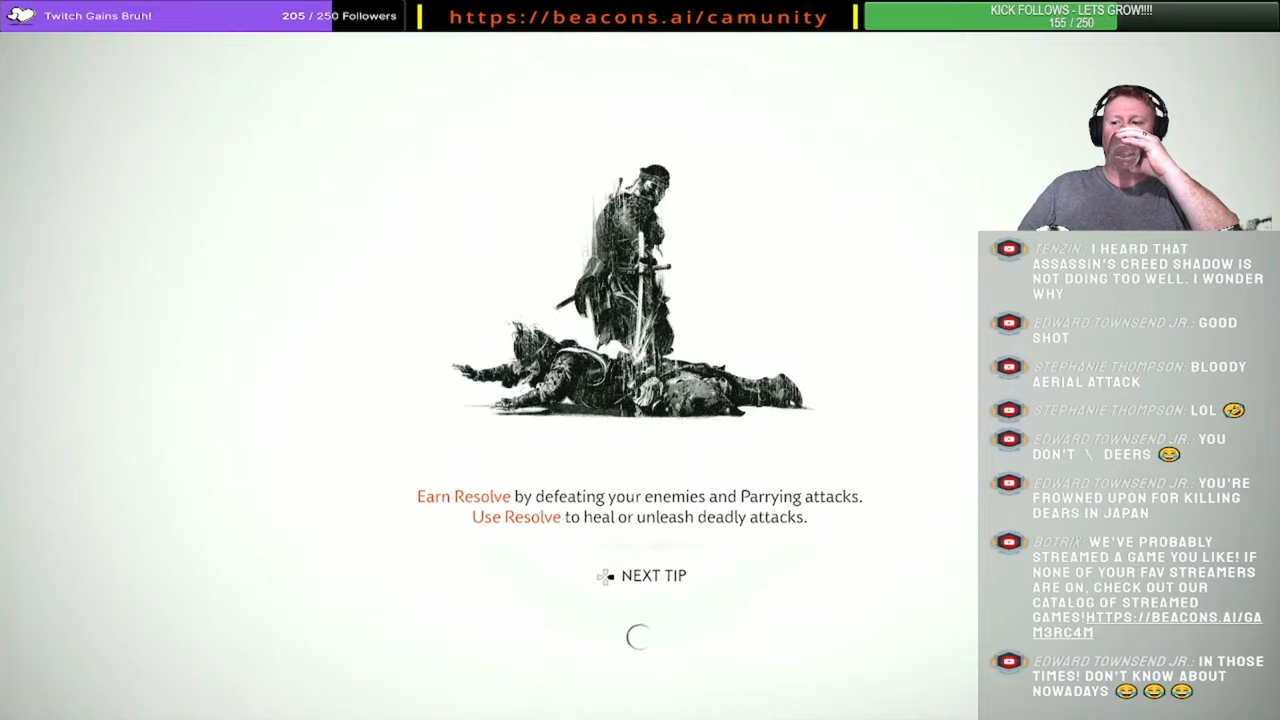 Twitch Gains Bruh!
205 / 250 Followers
https://beacons.ai/camunity
KICK FOLLOWS - LETS GROW!!!!
155 / 250
TENZIN: I HEARD THAT
ASSASSIN'S CREED SHADOW IS
NOT DOING TOO WELL. I WONDER
WHY
EDWARD TOWNSEND JR.: GOOD
SHOT
STEPHANIE THOMPSON: BLOODY
AERIAL ATTACK
STEPHANIE THOMPSON: LOL 🤣
EDWARD TOWNSEND JR.: YOU
DON'T \ DEERS 😂
EDWARD TOWNSEND JR.: YOU'RE
FROWNED UPON FOR KILLING
DEARS IN JAPAN
BOTRIX: WE'VE PROBABLY
STREAMED A GAME YOU LIKE! IF
NONE OF YOUR FAV STREAMERS
ARE ON, CHECK OUT OUR
CATALOG OF STREAMED
GAMES!HTTPS://BEACONS.AI/GA
M3RC4M
EDWARD TOWNSEND JR.: IN THOSE
TIMES! DON'T KNOW ABOUT
NOWADAYS 😂 😂 😂
Earn Resolve by defeating your enemies and Parrying attacks.
Use Resolve to heal or unleash deadly attacks.
NEXT TIP